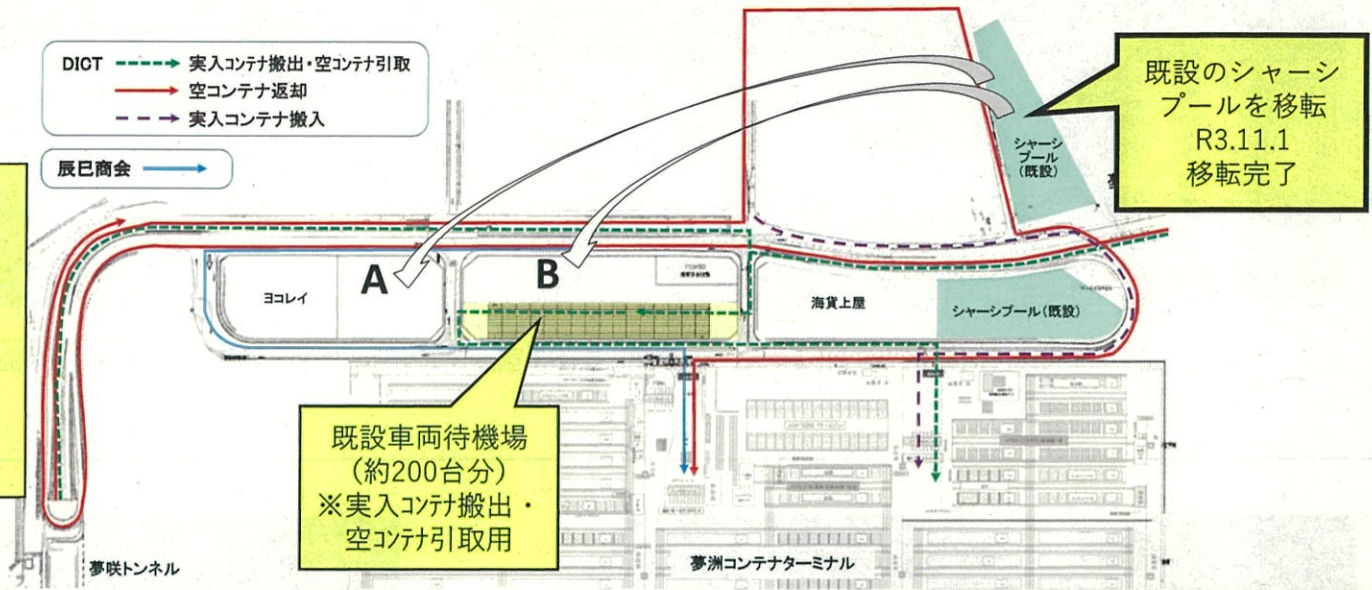 DICT
実入コンテナ搬出・空コンテナ引取
空コンテナ返却
実入コンテナ搬入
辰巳商会
既設のシャーシ
プールを移転
R3.11.1
移転完了
シャーシ
プール
(既設)
ヨコレイ
A
B
海貨上屋
シャーシプール(既設)
既設車両待機場
(約200台分)
※実入コンテナ搬出・
空コンテナ引取用
夢咲トンネル
夢洲コンテナターミナル